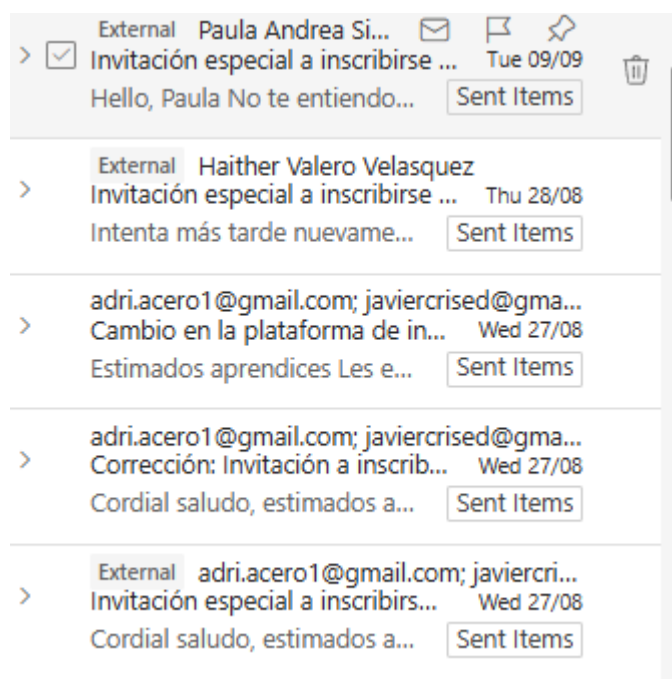 External Paula Andrea Si...
Invitación especial a inscribirse ... Tue 09/09
Hello, Paula No te entiendo... Sent Items
External Haither Valero Velasquez
Invitación especial a inscribirse ... Thu 28/08
Intenta más tarde nuevame... Sent Items
adri.acero1@gmail.com; javiercrised@gma...
Cambio en la plataforma de in... Wed 27/08
Estimados aprendices Les e... Sent Items
adri.acero1@gmail.com; javiercrised@gma...
Corrección: Invitación a inscrib... Wed 27/08
Cordial saludo, estimados a... Sent Items
External adri.acero1@gmail.com; javiercri...
Invitación especial a inscribirs... Wed 27/08
Cordial saludo, estimados a... Sent Items